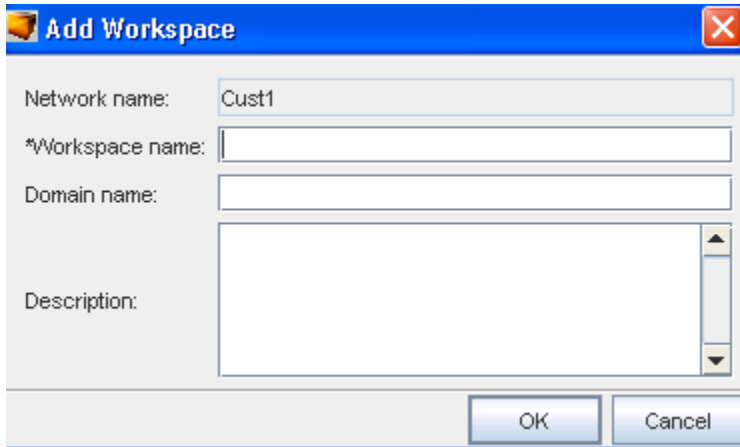 Add Workspace
Network name: Cust1
*Workspace name:
Domain name:
Description:
OK Cancel